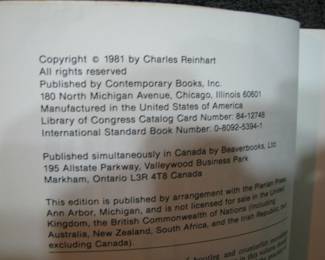 Copyright © 1981 by Charles Reinhart
All rights reserved
Published by Contemporary Books, Inc.
180 North Michigan Avenue, Chicago, Illinois 60601
Manufactured in the United States of America
Library of Congress Catalog Card Number: 84-12748
International Standard Book Number: 0-8092-5394-1
Published simultaneously in Canada by Beaverbooks, Ltd.
195 Allstate Parkway, Valleywood Business Park
Markham, Ontario L3R 4T8 Canada
This edition is published by arrangement with the Pierian Press,
Ann Arbor, Michigan, and is not licensed for sale in the United
Kingdom, the British Commonwealth of Nations (including
Australia, New Zealand, South Africa, and the Irish Republic, but
excluding Canada)